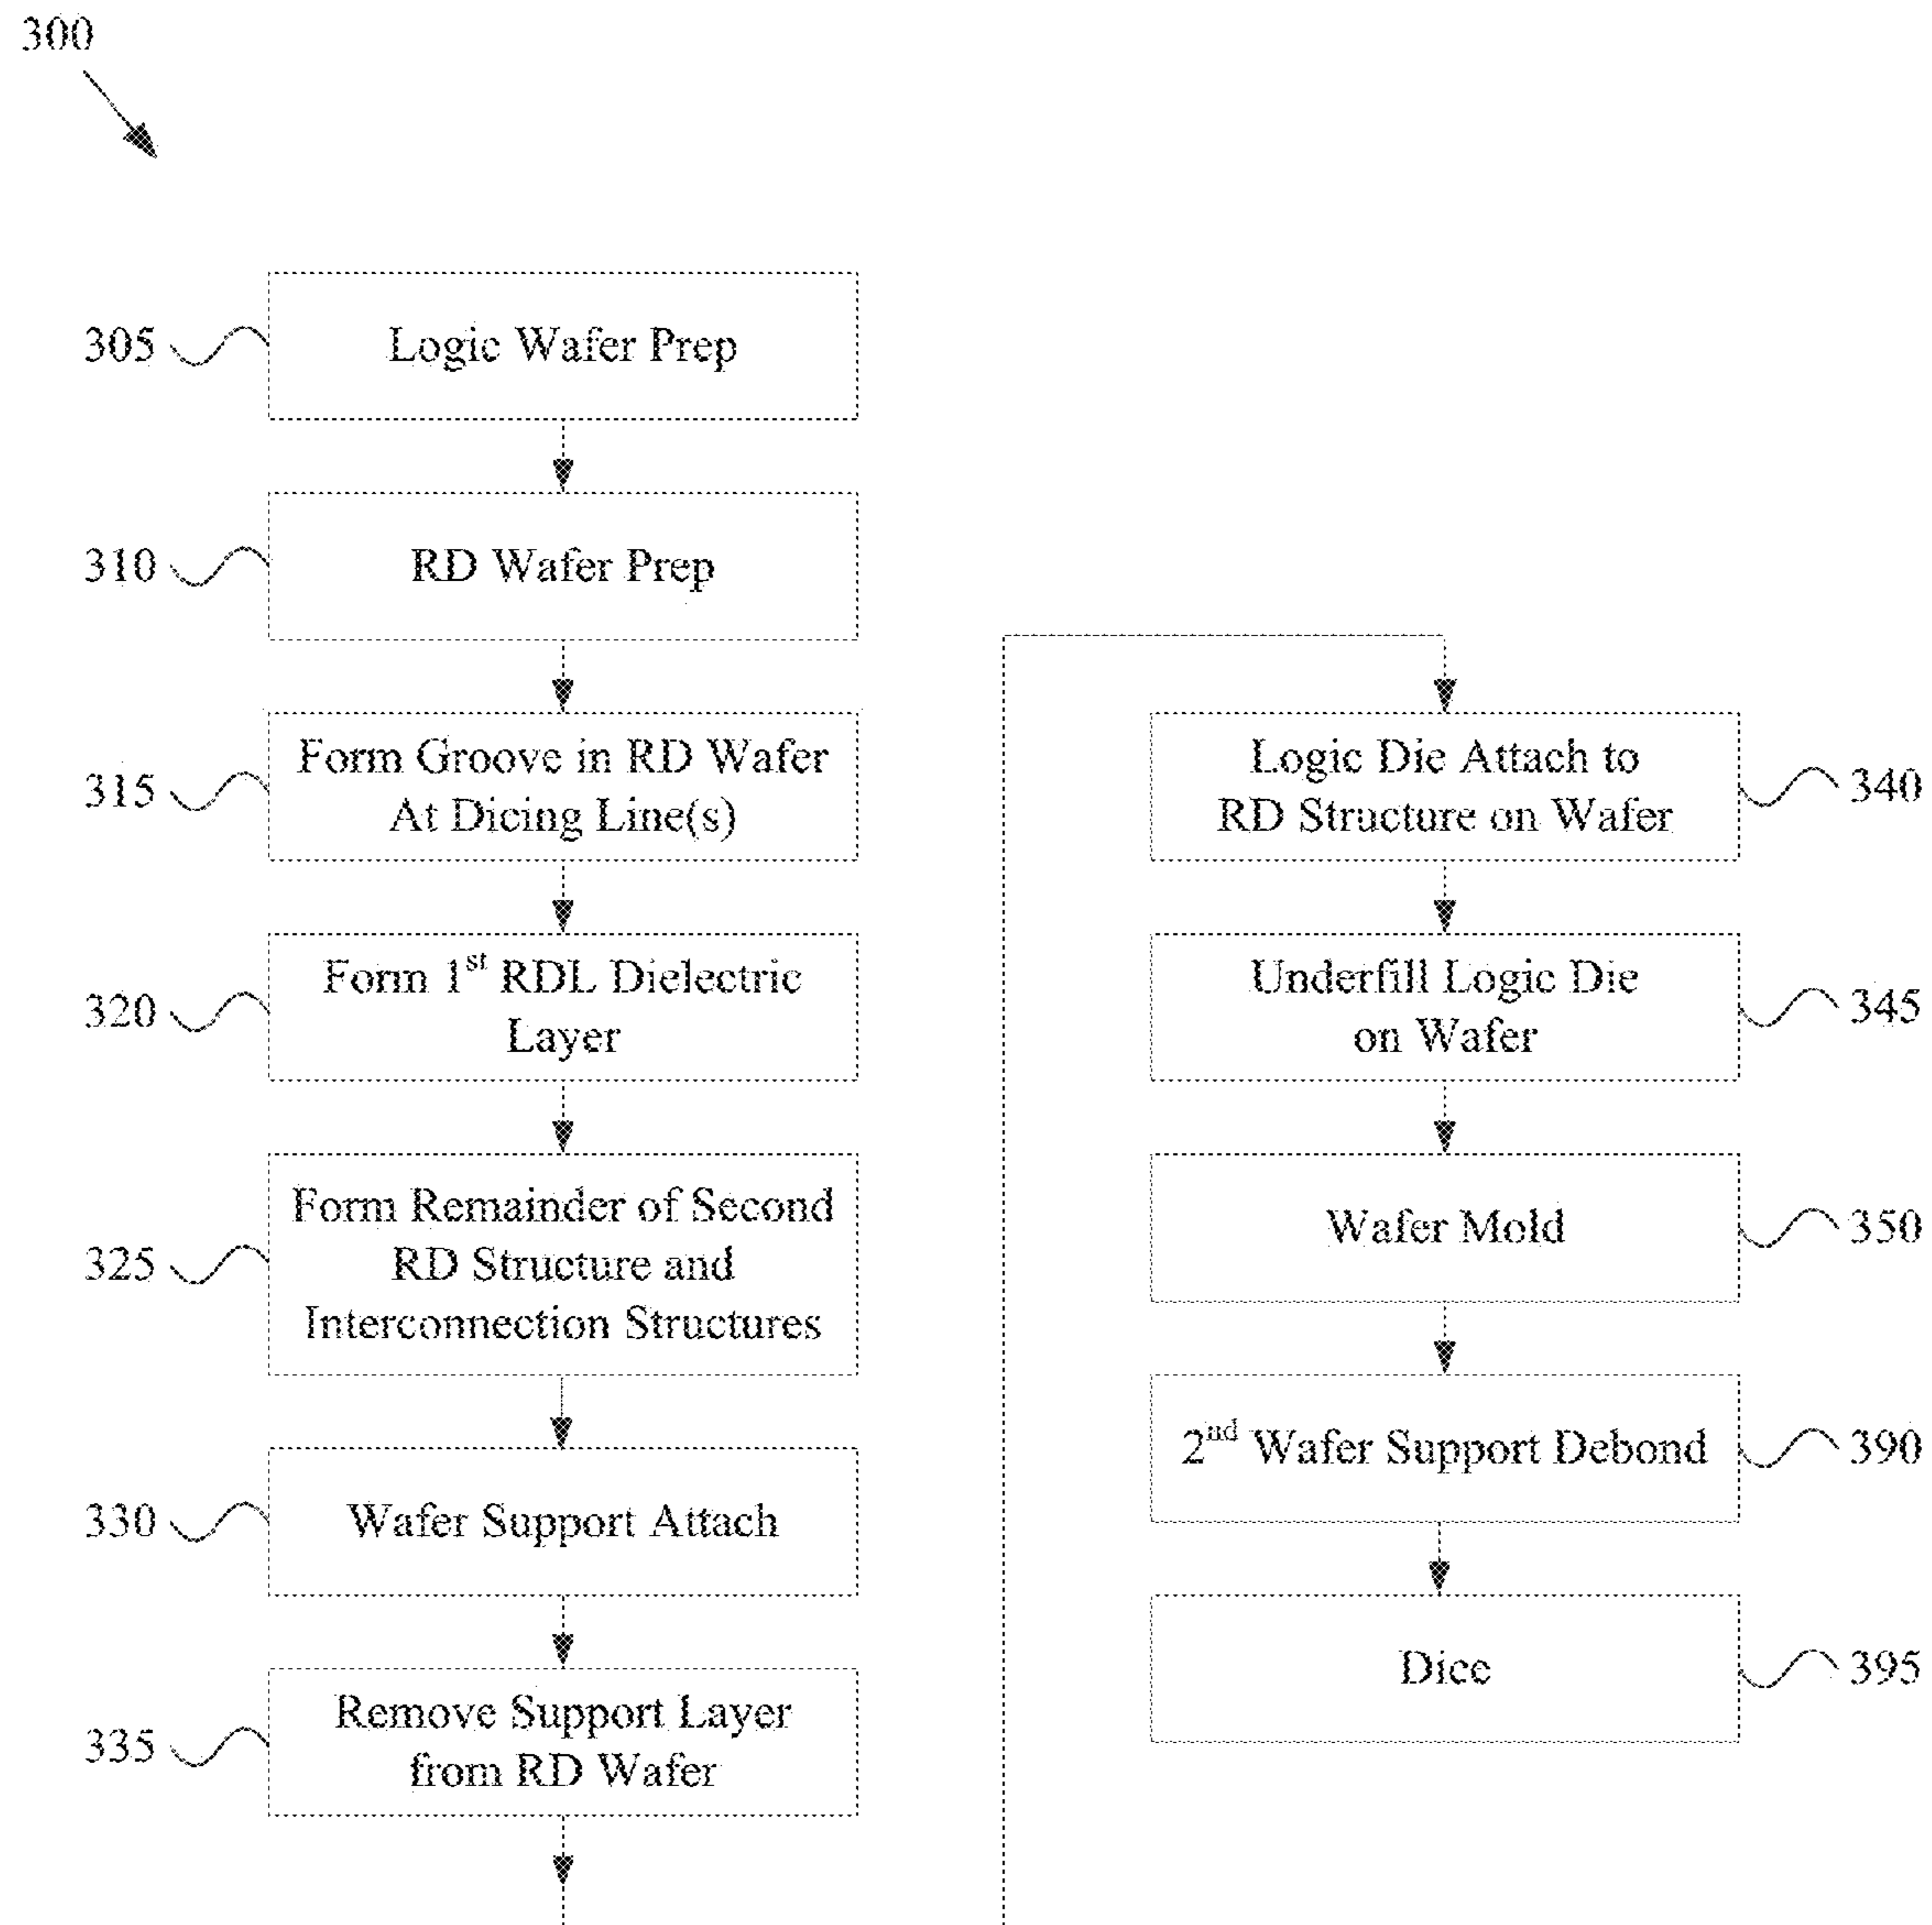 300
305
Logic Wafer Prep
310
RD Wafer Prep
315
Form Groove in RD Wafer
At Dicing Line(s)
320
Form 1st RDL Dielectric
Layer
325
Form Remainder of Second
RD Structure and
Interconnection Structures
330
Wafer Support Attach
335
Remove Support Layer
from RD Wafer
Logic Die Attach to
RD Structure on Wafer
340
Underfill Logic Die
on Wafer
345
Wafer Mold
350
2nd Wafer Support Debond
390
Dice
395